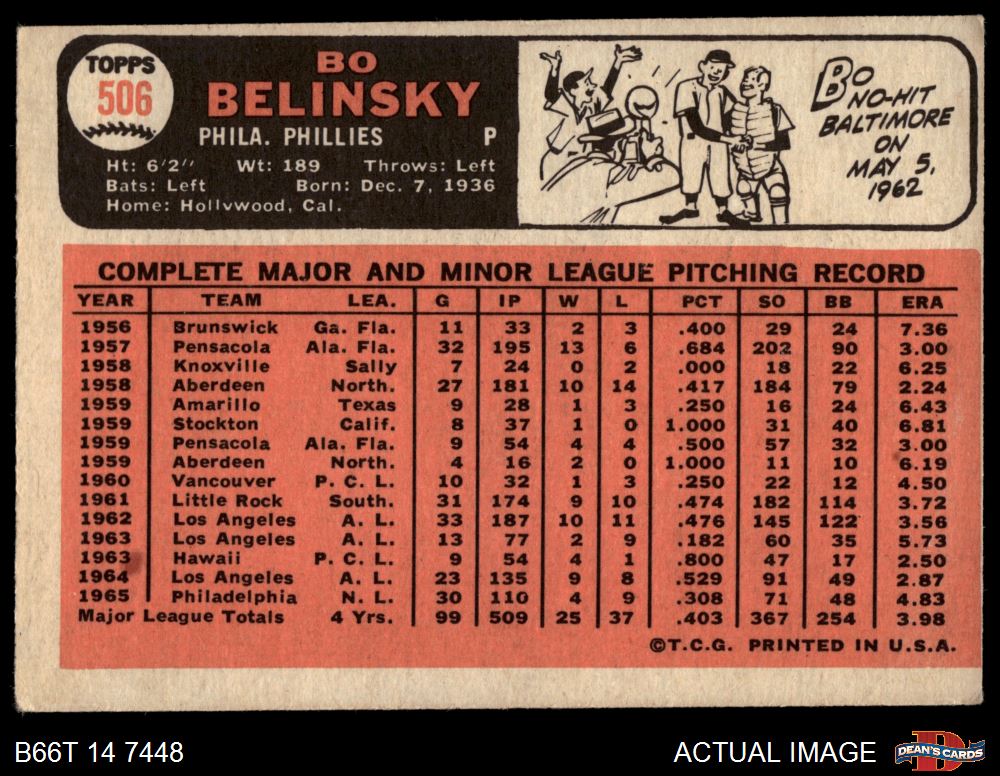 TOPPS
506
BO
BELINSKY
PHILA. PHILLIES P
Ht: 6'2" Wt: 189 Throws: Left
Bats: Left Born: Dec. 7, 1936
Home: Hollywood, Cal.
BO
NO-HIT
BALTIMORE
ON
MAY 5,
1962
COMPLETE MAJOR AND MINOR LEAGUE PITCHING RECORD
YEAR TEAM LEA. G IP W L PCT SO BB ERA
1956 Brunswick Ga. Fla. 11 33 2 3 .400 29 24 7.36
1957 Pensacola Ala. Fla. 32 195 13 6 .684 202 90 3.00
1958 Knoxville Sally 7 24 0 2 .000 18 22 6.25
1958 Aberdeen North. 27 181 10 14 .417 184 79 2.24
1959 Amarillo Texas 9 28 1 3 .250 16 24 6.43
1959 Stockton Calif. 8 37 1 0 1.000 31 40 6.81
1959 Pensacola Ala. Fla. 9 54 4 4 .500 57 32 3.00
1959 Aberdeen North. 4 16 2 0 1.000 11 10 6.19
1960 Vancouver P. C. L. 10 32 1 3 .250 22 12 4.50
1961 Little Rock South. 31 174 9 10 .474 182 114 3.72
1962 Los Angeles A. L. 33 187 10 11 .476 145 122 3.56
1963 Los Angeles A. L. 13 77 2 9 .182 60 35 5.73
1963 Hawaii P. C. L. 9 54 4 1 .800 47 17 2.50
1964 Los Angeles A. L. 23 135 9 8 .529 91 49 2.87
1965 Philadelphia N. L. 30 110 4 9 .308 71 48 4.83
Major League Totals 4 Yrs. 99 509 25 37 .403 367 254 3.98
©T.C.G. PRINTED IN U.S.A.
B66T 14 7448
ACTUAL IMAGE
D
DEAN'S CARDS